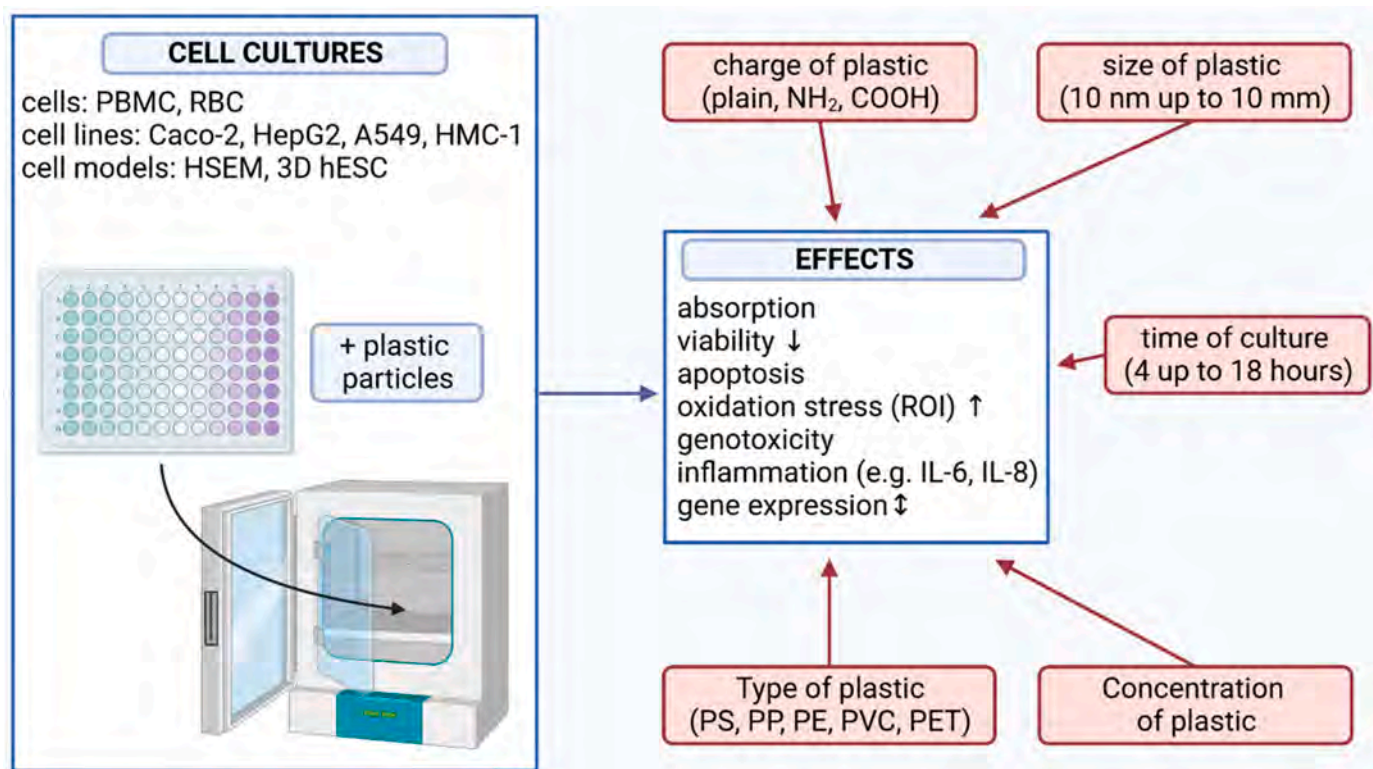 CELL CULTURES
cells: PBMC, RBC
cell lines: Caco-2, HepG2, A549, HMC-1
cell models: HSEM, 3D hESC
+ plastic
particles
charge of plastic
(plain, NH₂, COOH)
size of plastic
(10 nm up to 10 mm)
EFFECTS
absorption
viability ↓
apoptosis
oxidation stress (ROI) ↑
genotoxicity
inflammation (e.g. IL-6, IL-8)
gene expression↕
time of culture
(4 up to 18 hours)
Type of plastic
(PS, PP, PE, PVC, PET)
Concentration
of plastic